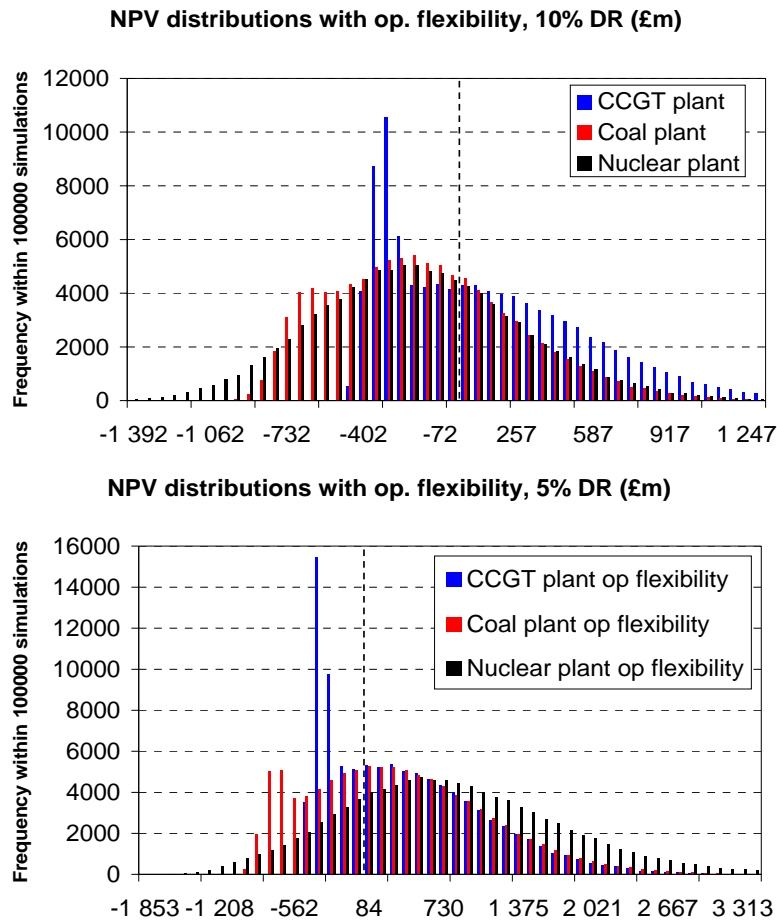 NPV distributions with op. flexibility, 10% DR (£m)
Frequency within 100000 simulations
12000
10000
8000
6000
4000
2000
0
CCGT plant
Coal plant
Nuclear plant
-1 392 -1 062 -732 -402 -72 257 587 917 1 247
NPV distributions with op. flexibility, 5% DR (£m)
Frequency within 100000 simulations
16000
14000
12000
10000
8000
6000
4000
2000
0
CCGT plant op flexibility
Coal plant op flexibility
Nuclear plant op flexibility
-1 853 -1 208 -562 84 730 1 375 2 021 2 667 3 313